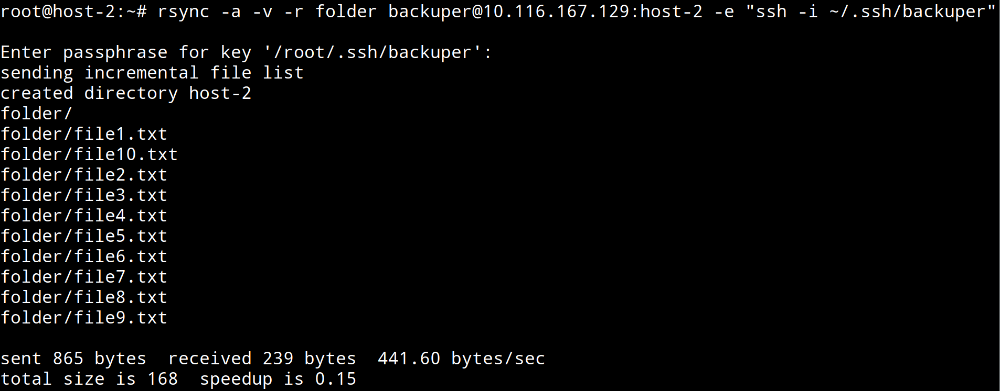 root@host-2:~# rsync -a -v -r folder backuper@10.116.167.129:host-2 -e "ssh -i ~/.ssh/backuper"
Enter passphrase for key '/root/.ssh/backuper':
sending incremental file list
created directory host-2
folder/
folder/file1.txt
folder/file10.txt
folder/file2.txt
folder/file3.txt
folder/file4.txt
folder/file5.txt
folder/file6.txt
folder/file7.txt
folder/file8.txt
folder/file9.txt
sent 865 bytes  received 239 bytes  441.60 bytes/sec
total size is 168  speedup is 0.15